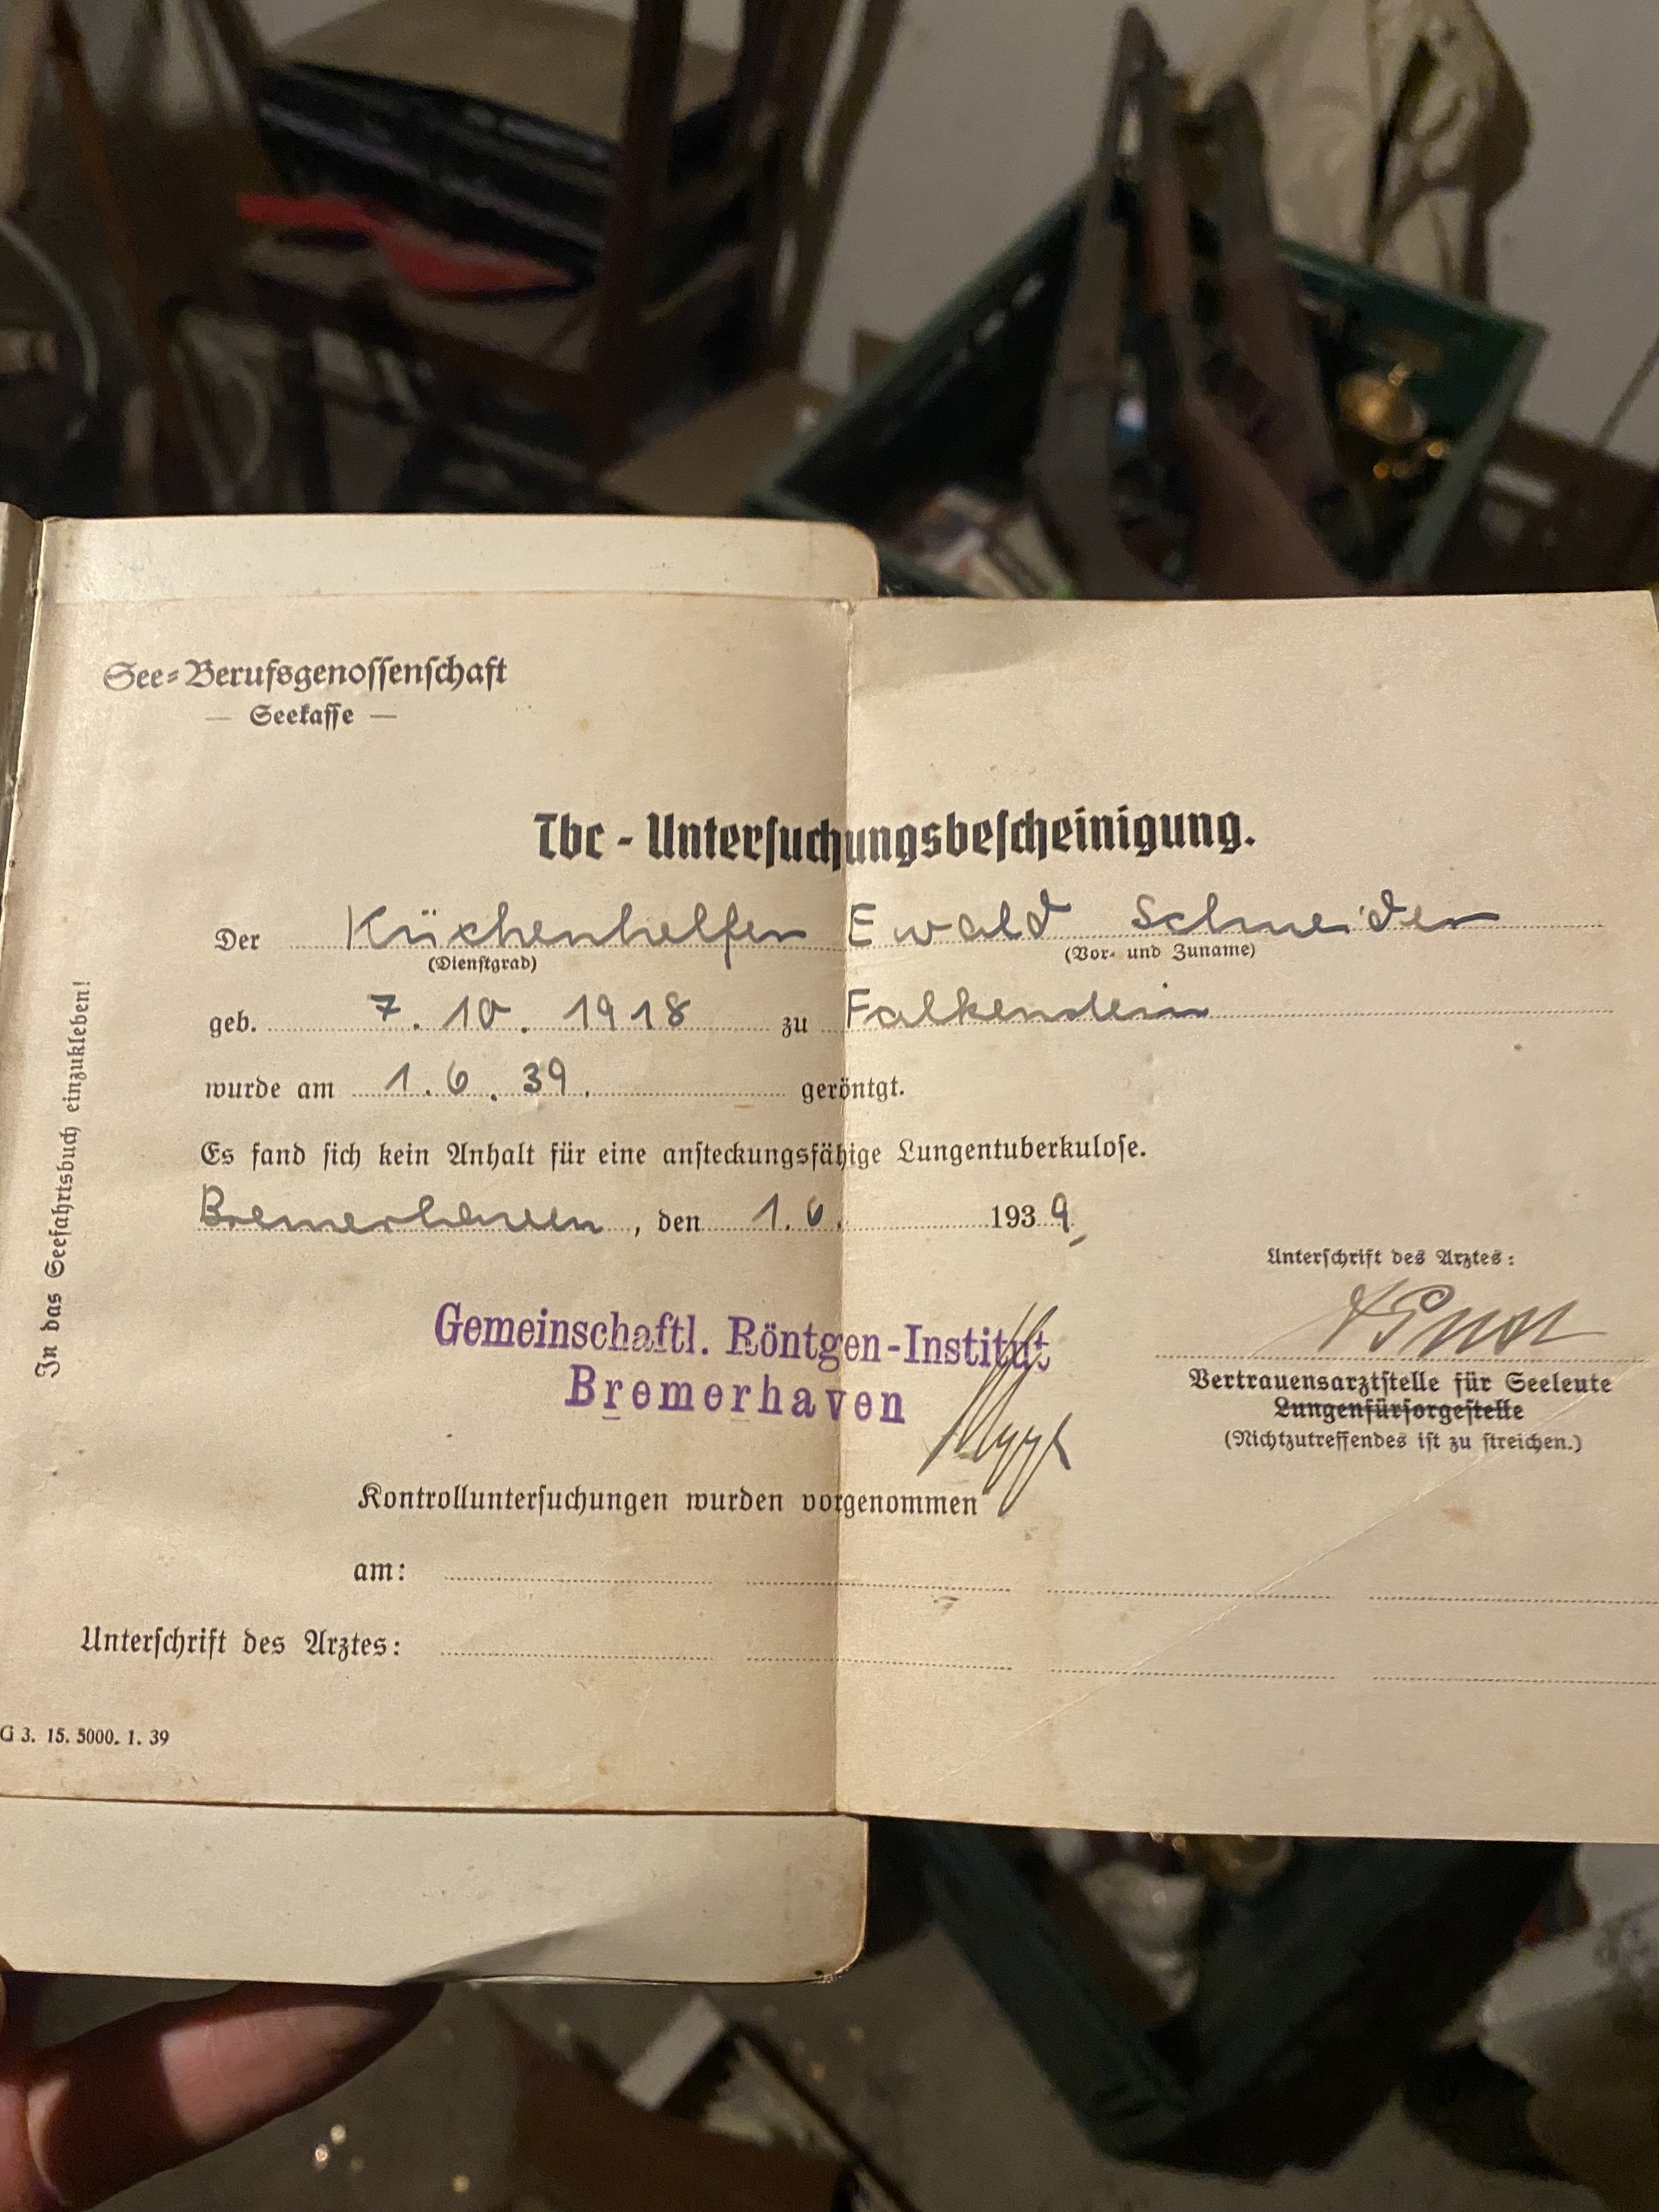 See-Berufsgenossenschaft
— Seekasse —
Tbc - Untersuchungsbescheinigung.
Der Küchenhelfer Ewald Schneider
(Dienstgrad) (Vor- und Zuname)
geb. 7. 10. 1918 zu Falkenstein
wurde am 1. 6. 39. geröntgt.
Es fand sich kein Anhalt für eine ansteckungsfähige Lungentuberkulose.
Bremerhaven, den 1. 6. 1939,
Unterschrift des Arztes:
Gemeinschaftl. Röntgen-Institut
Bremerhaven
Vertrauensarztstelle für Seeleute
Lungenfürsorgestelle
(Nichtzutreffendes ist zu streichen.)
Kontrolluntersuchungen wurden vorgenommen
am:
Unterschrift des Arztes:
G 3. 15. 5000. 1. 39
In das Seefahrtsbuch einzukleben!